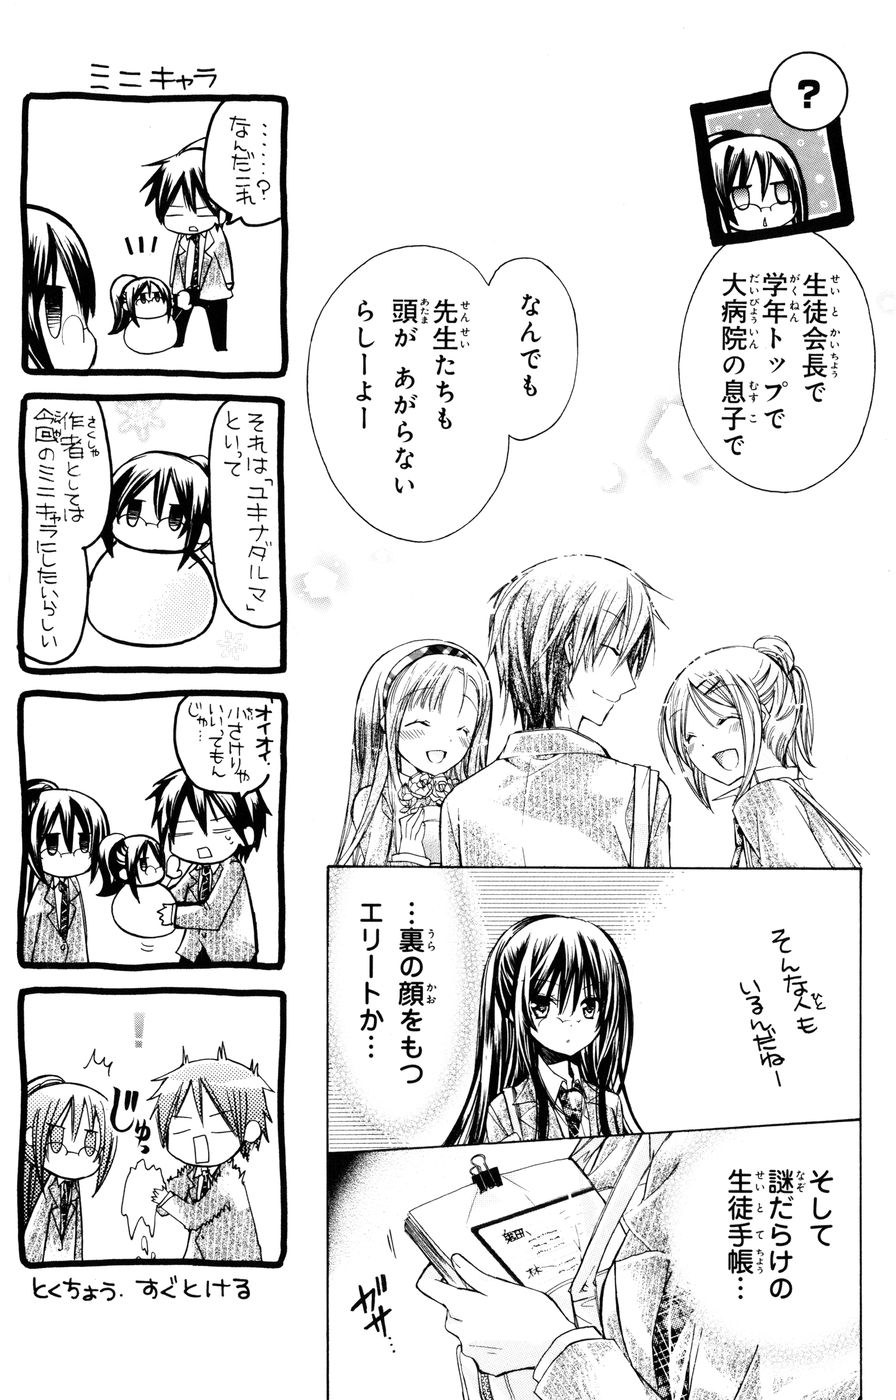 ?
生徒会長で
学年トップで
大病院の息子で
なんでも
先生たちも
頭が あがらない
らしーよー
そんな人も
いるんだねー
…裏の顔をもつ
エリートか…
そして
謎だらけの
生徒手帳…
ガサ…
ミニキャラ
………?
なんだこれ
それは「ユキナダルマ」
といって
作者としては
今回のミニキャラにしたいらしい
オイオイ、
小さけりゃ
いいってもん
じゃ…
!
じゅっ
とくちょう. すぐとける